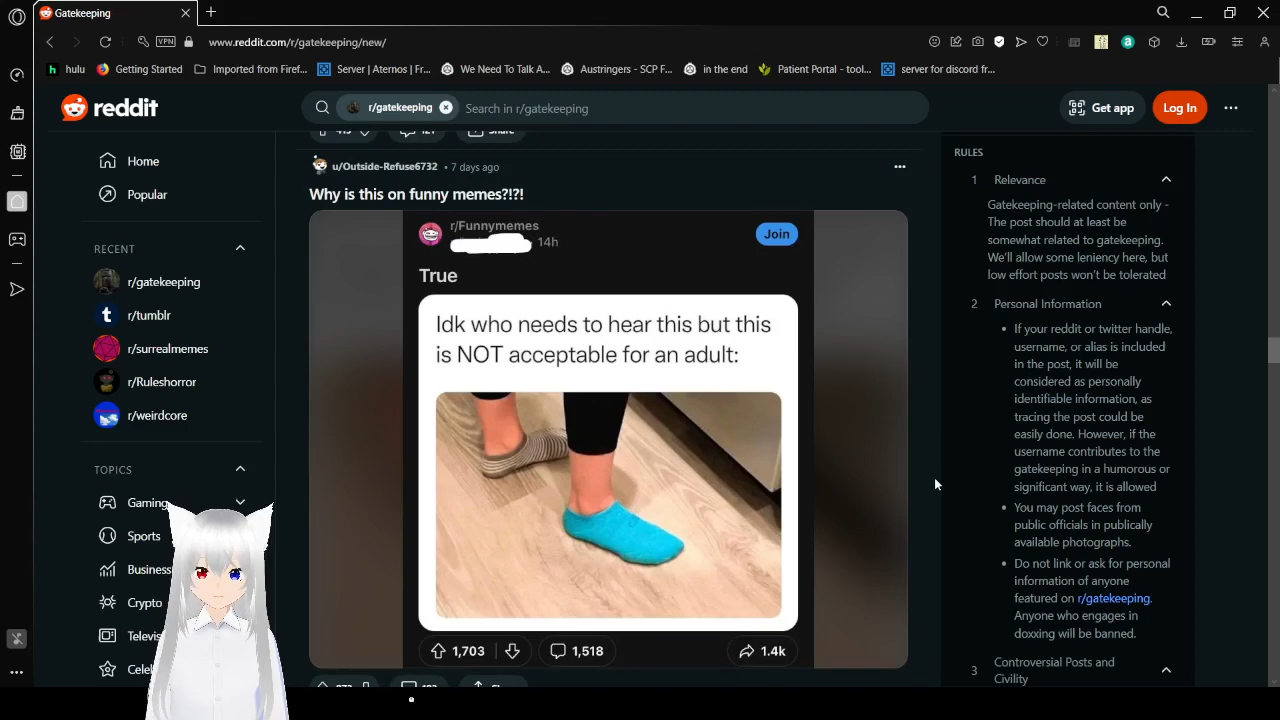 Gatekeeping
VPN
www.reddit.com/r/gatekeeping/new/
hulu
Getting Started
Imported from Firef...
Server | Aternos | Fr...
We Need To Talk A...
Austringers - SCP F...
in the end
Patient Portal - tool...
server for discord fr...
reddit
r/gatekeeping
Search in r/gatekeeping
Get app
Log In
Home
Popular
RECENT
r/gatekeeping
r/tumblr
r/surrealmemes
r/Ruleshorror
r/weirdcore
TOPICS
Gaming
Sports
Business
Crypto
Share
u/Outside-Refuse6732 • 7 days ago
Why is this on funny memes?!?!
r/Funnymemes
14h
Join
True
Idk who needs to hear this but this
is NOT acceptable for an adult:
1,703
1,518
1.4k
RULES
1 Relevance
Gatekeeping-related content only -
The post should at least be
somewhat related to gatekeeping.
We'll allow some leniency here, but
low effort posts won't be tolerated
2 Personal Information
• If your reddit or twitter handle,
username, or alias is included
in the post, it will be
considered as personally
identifiable information, as
tracing the post could be
easily done. However, if the
username contributes to the
gatekeeping in a humorous or
significant way, it is allowed
• You may post faces from
public officials in publically
available photographs.
• Do not link or ask for personal
information of anyone
featured on r/gatekeeping.
Anyone who engages in
doxxing will be banned.
3 Controversial Posts and
Civility